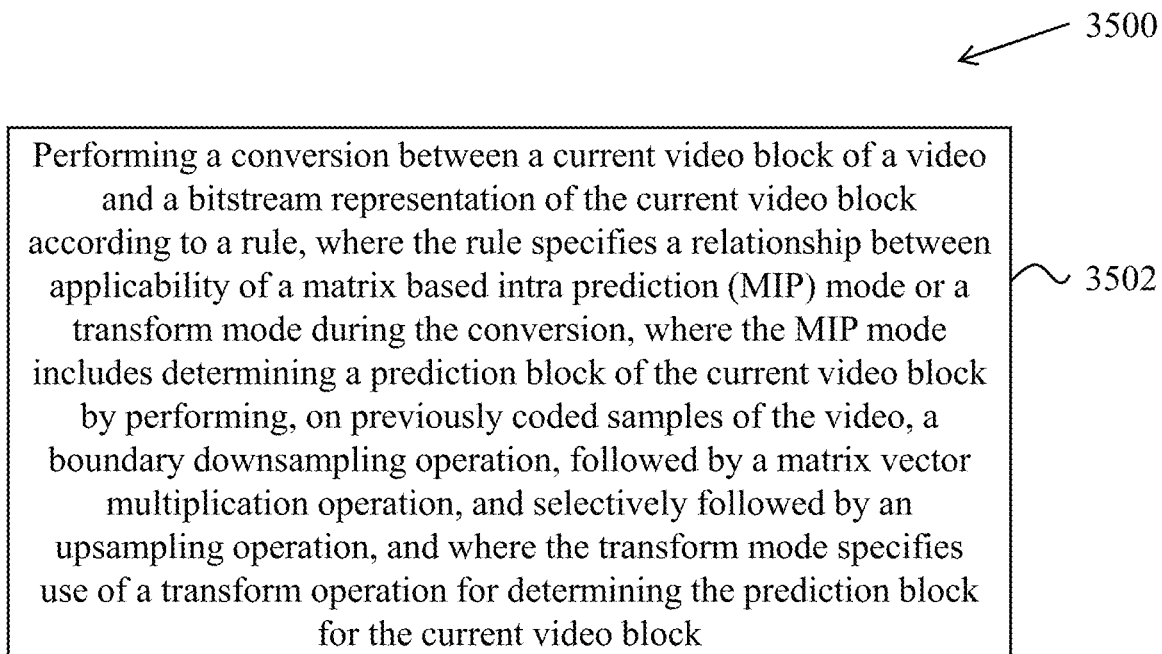 3500
Performing a conversion between a current video block of a video
and a bitstream representation of the current video block
according to a rule, where the rule specifies a relationship between
applicability of a matrix based intra prediction (MIP) mode or a
transform mode during the conversion, where the MIP mode
includes determining a prediction block of the current video block
by performing, on previously coded samples of the video, a
boundary downsampling operation, followed by a matrix vector
multiplication operation, and selectively followed by an
upsampling operation, and where the transform mode specifies
use of a transform operation for determining the prediction block
for the current video block
3502